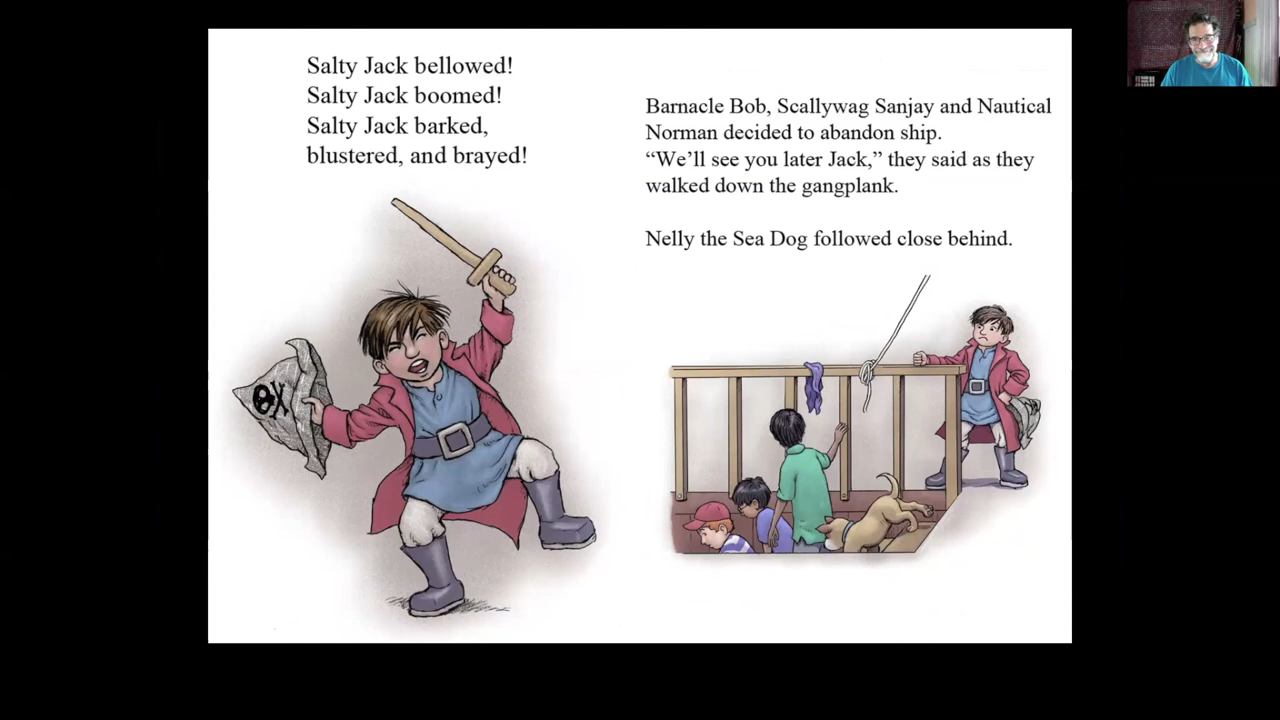 Salty Jack bellowed!
Salty Jack boomed!
Salty Jack barked,
blustered, and brayed!
Barnacle Bob, Scallywag Sanjay and Nautical
Norman decided to abandon ship.
“We’ll see you later Jack,” they said as they
walked down the gangplank.
Nelly the Sea Dog followed close behind.